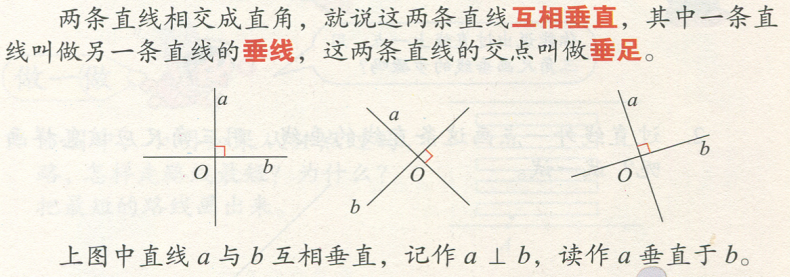 两条直线相交成直角，就说这两条直线互相垂直，其中一条直
线叫做另一条直线的垂线，这两条直线的交点叫做垂足。
a
O
b
a
O
b
a
O
b
上图中直线 a 与 b 互相垂直，记作 a ⊥ b，读作 a 垂直于 b。